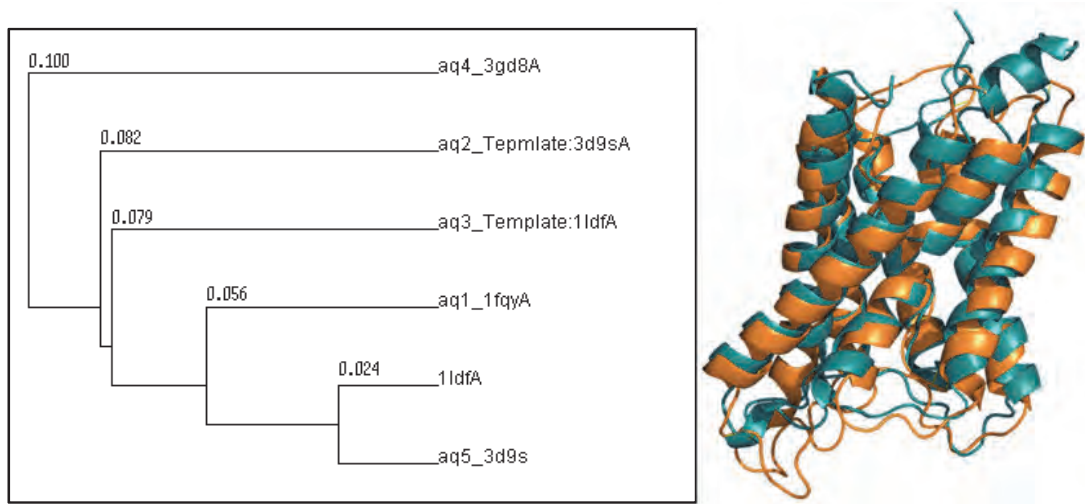 0.100
aq4_3gd8A
0.082
aq2_Tepmlate:3d9sA
0.079
aq3_Template:1ldfA
0.056
aq1_1fqyA
0.024
1ldfA
aq5_3d9s